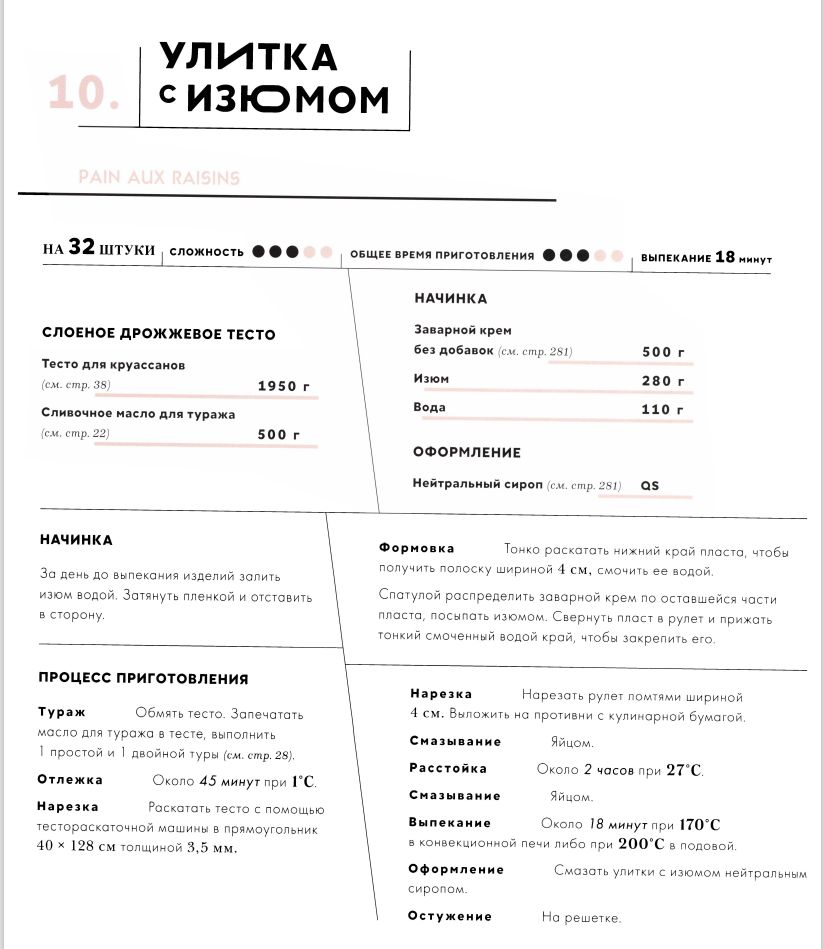 10.
УЛИТКА
С ИЗЮМОМ
PAIN AUX RAISINS
НА 32 ШТУКИ
СЛОЖНОСТЬ
ОБЩЕЕ ВРЕМЯ ПРИГОТОВЛЕНИЯ
ВЫПЕКАНИЕ 18 минут
СЛОЕНОЕ ДРОЖЖЕВОЕ ТЕСТО
Тесто для круассанов
(см. стр. 38) 1950 г
Сливочное масло для туража
(см. стр. 22) 500 г
НАЧИНКА
Заварной крем
без добавок (см. стр. 281) 500 г
Изюм 280 г
Вода 110 г
ОФОРМЛЕНИЕ
Нейтральный сироп (см. стр. 281) QS
НАЧИНКА
За день до выпекания изделий залить
изюм водой. Затянуть пленкой и отставить
в сторону.
ПРОЦЕСС ПРИГОТОВЛЕНИЯ
Тураж Обмять тесто. Запечатать
масло для туража в тесте, выполнить
1 простой и 1 двойной туры (см. стр. 28).
Отлежка Около 45 минут при 1°C.
Нарезка Раскатать тесто с помощью
тестораскаточной машины в прямоугольник
40 × 128 см толщиной 3,5 мм.
Формовка Тонко раскатать нижний край пласта, чтобы
получить полоску шириной 4 см, смочить ее водой.
Спатулой распределить заварной крем по оставшейся части
пласта, посыпать изюмом. Свернуть пласт в рулет и прижать
тонкий смоченный водой край, чтобы закрепить его.
Нарезка Нарезать рулет ломтями шириной
4 см. Выложить на противни с кулинарной бумагой.
Смазывание Яйцом.
Расстойка Около 2 часов при 27°C.
Смазывание Яйцом.
Выпекание Около 18 минут при 170°C
в конвекционной печи либо при 200°C в подовой.
Оформление Смазать улитки с изюмом нейтральным
сиропом.
Остужение На решетке.